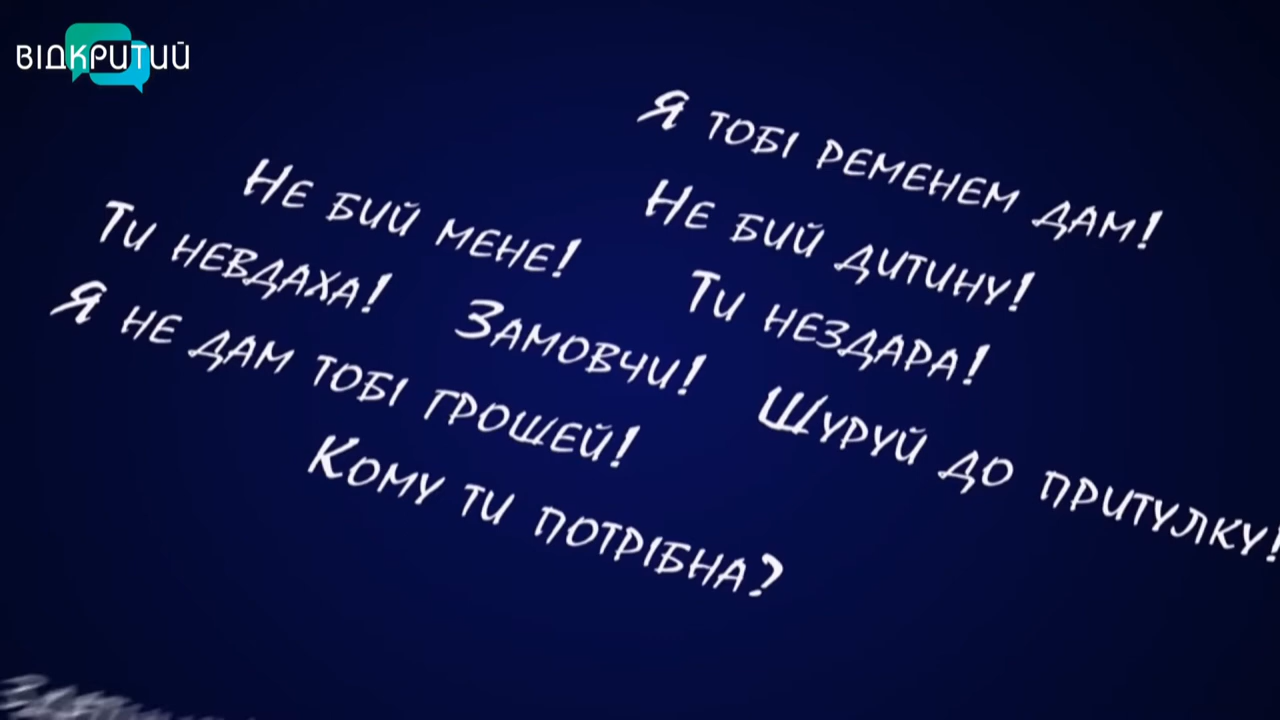 ВІДКРИТИЙ
Я тобі ременем дам!
Не бий мене!
Не бий дитину!
Ти невдаха!
Замовчи!
Ти нездара!
Я не дам тобі грошей!
Шуруй до притулку!
Кому ти потрібна?